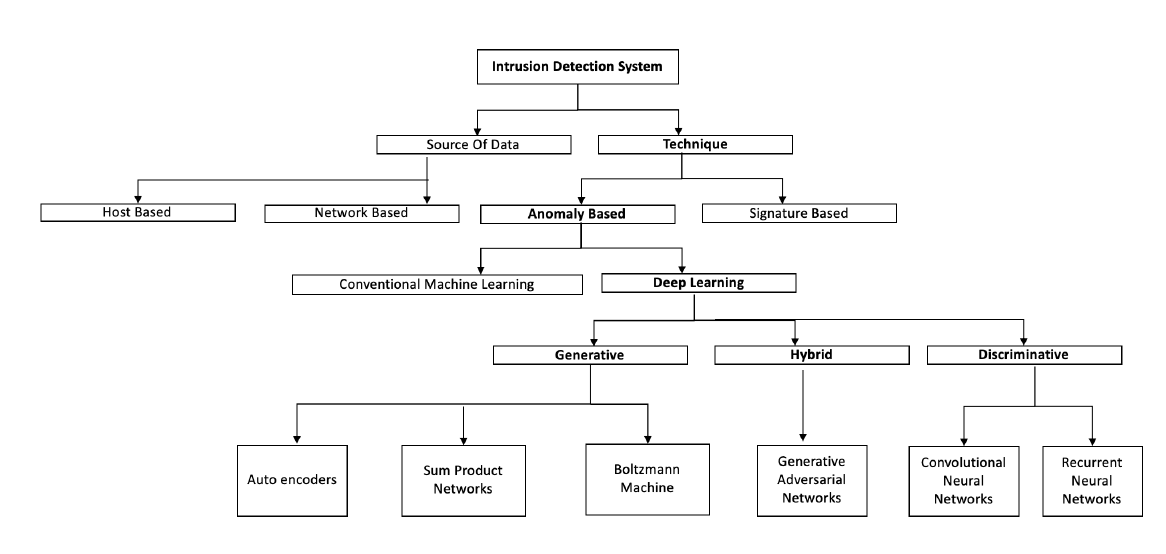 Intrusion Detection System
Source Of Data
Technique
Host Based
Network Based
Anomaly Based
Signature Based
Conventional Machine Learning
Deep Learning
Generative
Hybrid
Discriminative
Auto encoders
Sum Product
Networks
Boltzmann
Machine
Generative
Adversarial
Networks
Convolutional
Neural
Networks
Recurrent
Neural
Networks